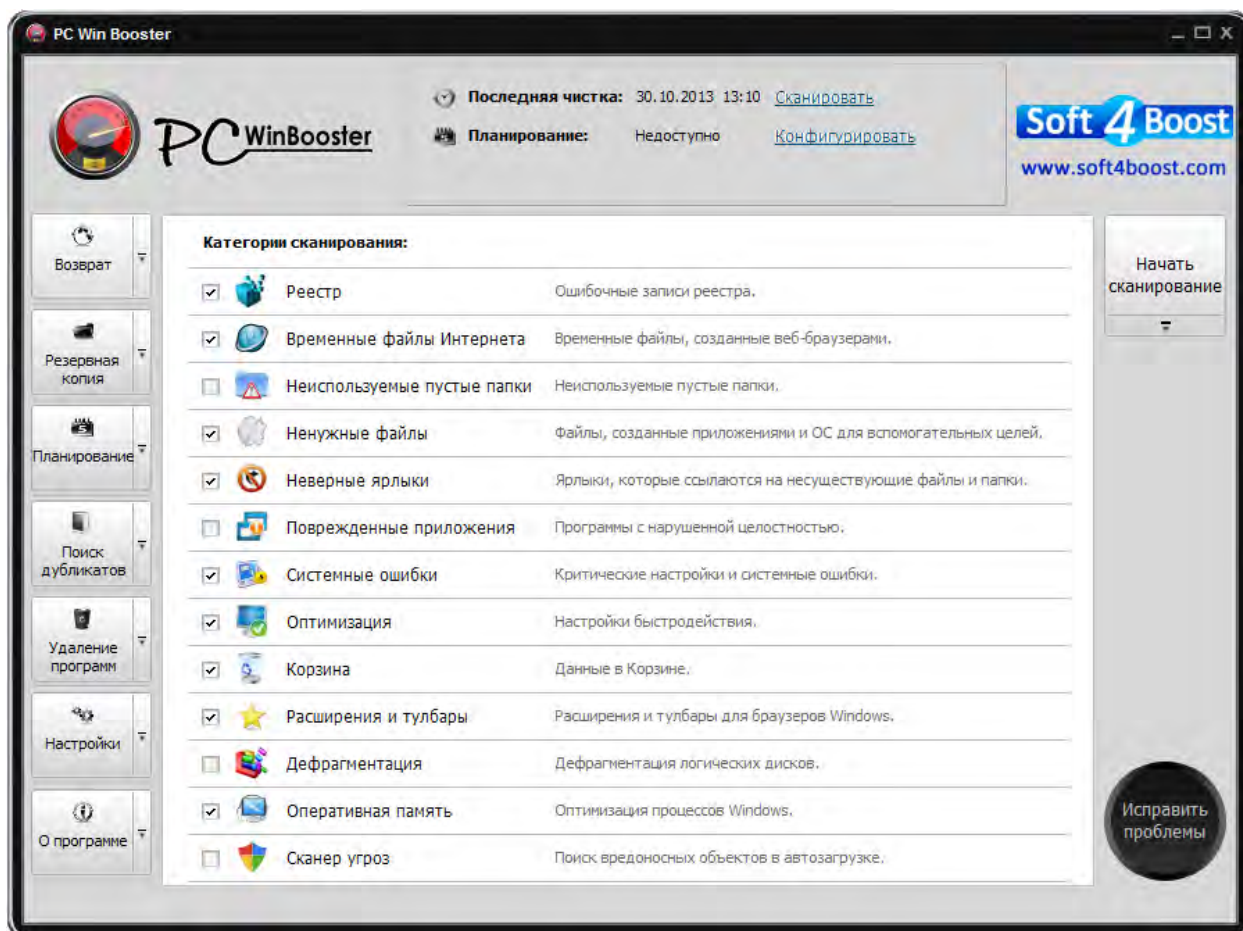 PC Win Booster
PC WinBooster
Последняя чистка: 30.10.2013 13:10 Сканировать
Планирование: Недоступно Конфигурировать
Soft 4 Boost
www.soft4boost.com
Возврат
Резервная
копия
Планирование
Поиск
дубликатов
Удаление
программ
Настройки
О программе
Категории сканирования:
Реестр Ошибочные записи реестра.
Временные файлы Интернета Временные файлы, созданные веб-браузерами.
Неиспользуемые пустые папки Неиспользуемые пустые папки.
Ненужные файлы Файлы, созданные приложениями и ОС для вспомогательных целей.
Неверные ярлыки Ярлыки, которые ссылаются на несуществующие файлы и папки.
Поврежденные приложения Программы с нарушенной целостностью.
Системные ошибки Критические настройки и системные ошибки.
Оптимизация Настройки быстродействия.
Корзина Данные в Корзине.
Расширения и тулбары Расширения и тулбары для браузеров Windows.
Дефрагментация Дефрагментация логических дисков.
Оперативная память Оптимизация процессов Windows.
Сканер угроз Поиск вредоносных объектов в автозагрузке.
Начать
сканирование
Исправить
проблемы